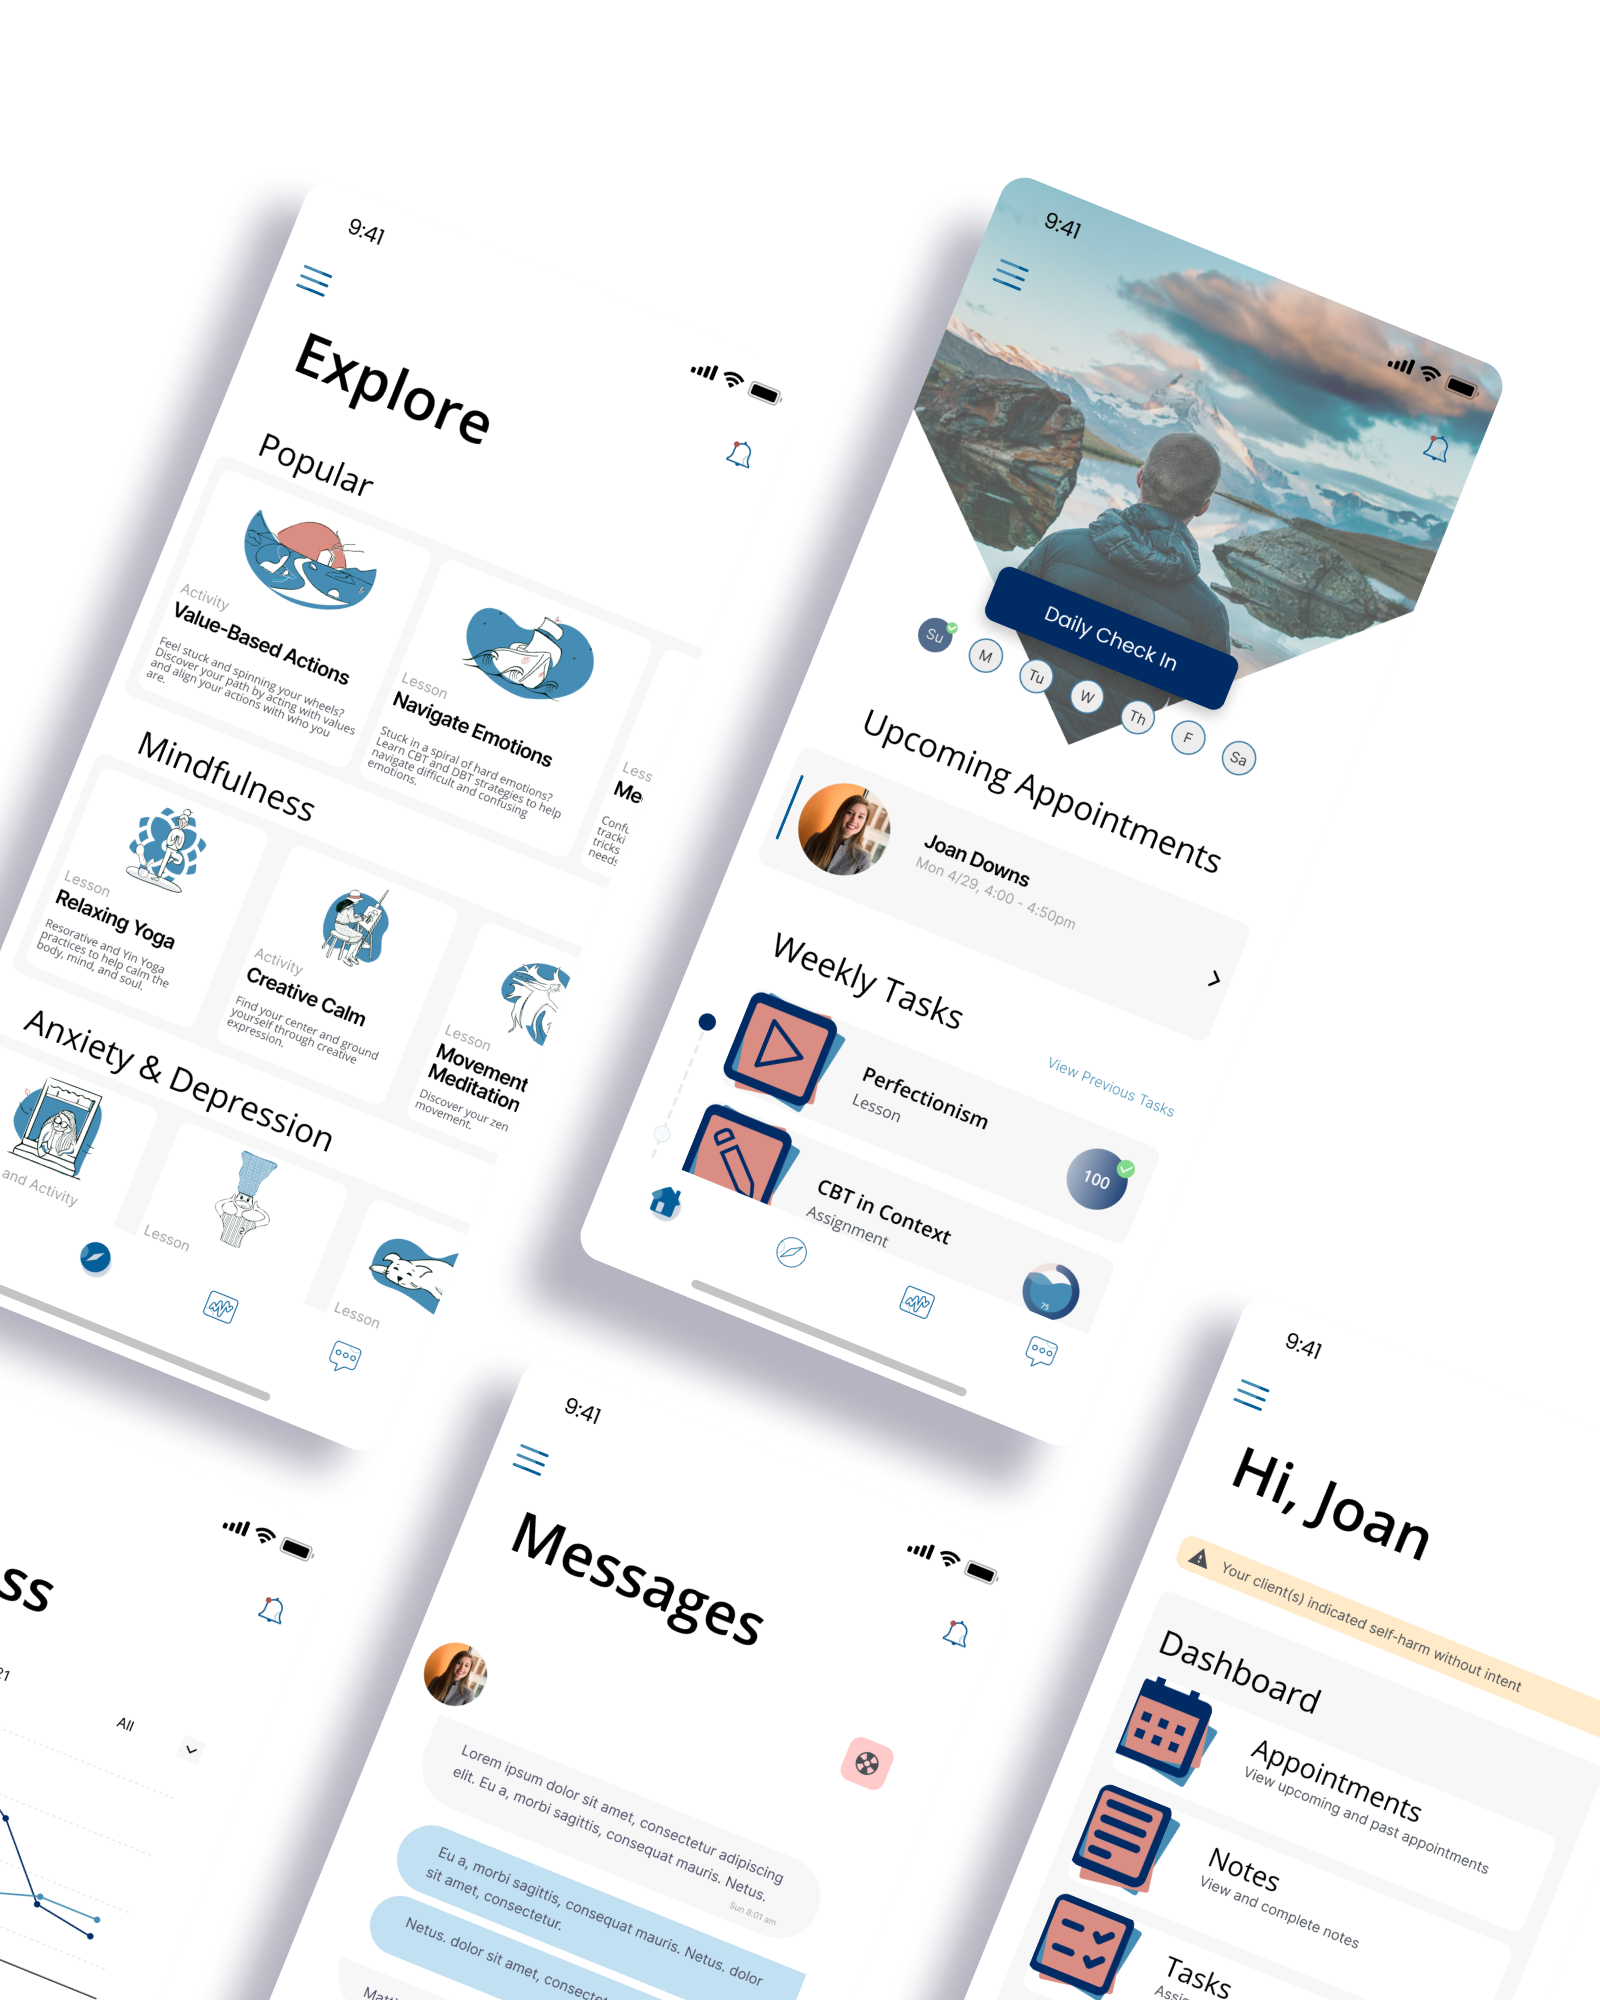 9:41
Explore
Popular
Activity
Value-Based Actions
Feel stuck and spinning your wheels?
Discover your path by acting with values
and align your actions with who you
are.
Lesson
Navigate Emotions
Stuck in a spiral of hard emotions?
Learn CBT and DBT strategies to help
navigate difficult and confusing
emotions.
Less
Me
Confu
tracki
tricks
needs
Mindfulness
Lesson
Relaxing Yoga
Resorative and Yin Yoga
practices to help calm the
body, mind, and soul.
Activity
Creative Calm
Find your center and ground
yourself through creative
expression.
Lesson
Movement
Meditation
Discover your zen
movement.
Anxiety & Depression
and Activity
Lesson
Lesson
9:41
Daily Check In
Su
M
Tu
W
Th
F
Sa
Upcoming Appointments
Joan Downs
Mon 4/29, 4:00 - 4:50pm
Weekly Tasks
View Previous Tasks
Perfectionism
Lesson
100
CBT in Context
Assignment
75
ss
21
All
9:41
Messages
Lorem ipsum dolor sit amet, consectetur adipiscing
elit. Eu a, morbi sagittis, consequat mauris. Netus.
Sun 8:01 am
Eu a, morbi sagittis, consequat mauris. Netus. dolor
sit amet, consectetur.
Netus. dolor sit amet, consectet
Matti
9:41
Hi, Joan
Your client(s) indicated self-harm without intent
Dashboard
Appointments
View upcoming and past appointments
Notes
View and complete notes
Tasks
Assig